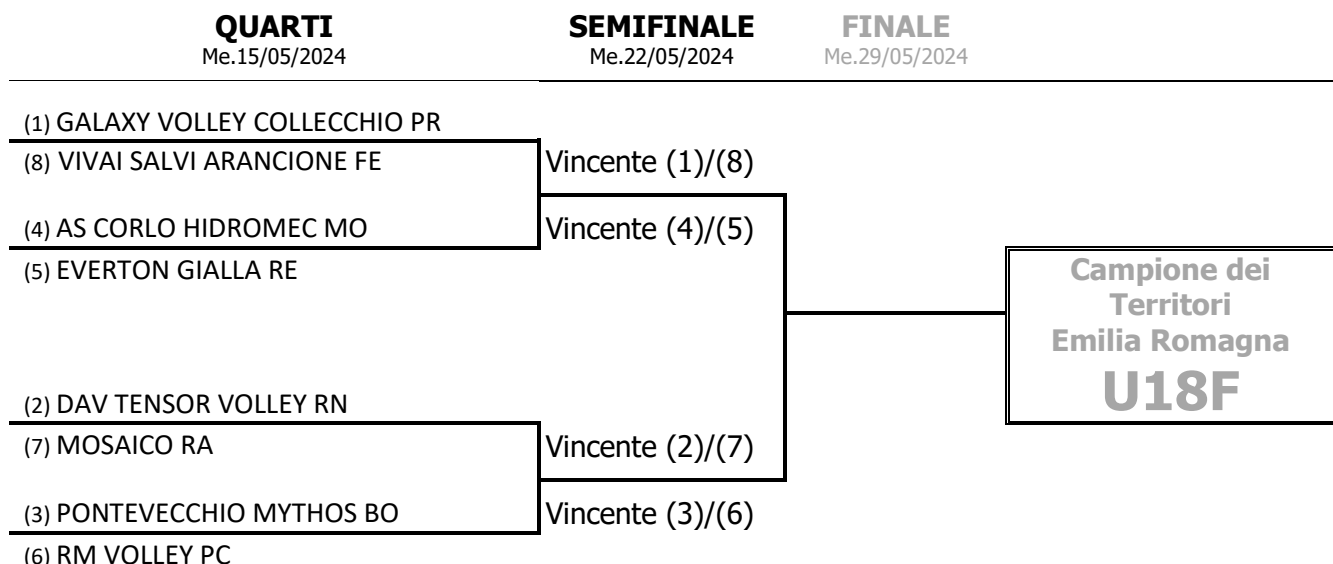 QUARTI
Me.15/05/2024
SEMIFINALE
Me.22/05/2024
FINALE
Me.29/05/2024
(1) GALAXY VOLLEY COLLECCHIO PR
(8) VIVAI SALVI ARANCIONE FE
Vincente (1)/(8)
(4) AS CORLO HIDROMEC MO
Vincente (4)/(5)
(5) EVERTON GIALLA RE
Campione dei
Territori
Emilia Romagna
U18F
(2) DAV TENSOR VOLLEY RN
(7) MOSAICO RA
Vincente (2)/(7)
(3) PONTEVECCHIO MYTHOS BO
Vincente (3)/(6)
(6) RM VOLLEY PC